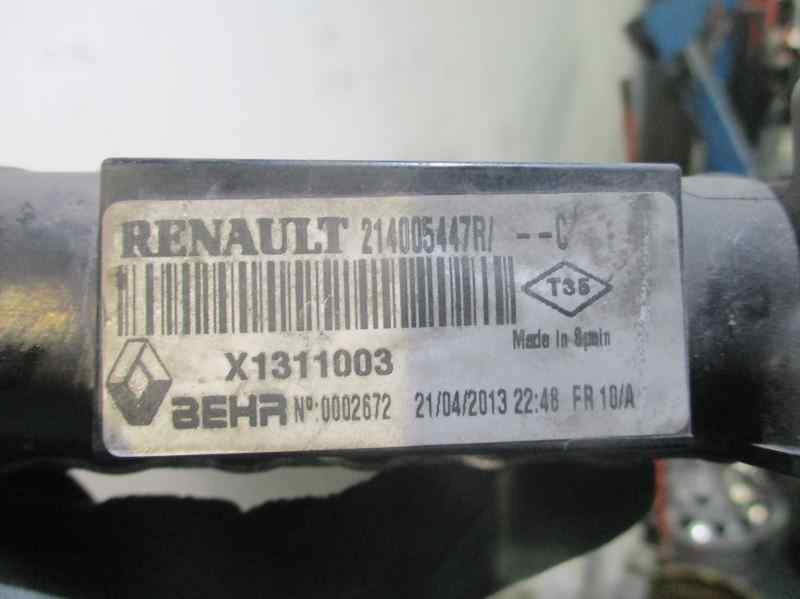 RENAULT 214005447R/ --C
T35
Made In Spain
X1311003
BEHR Nº:0002672 21/04/2013 22:48 FR 10/A